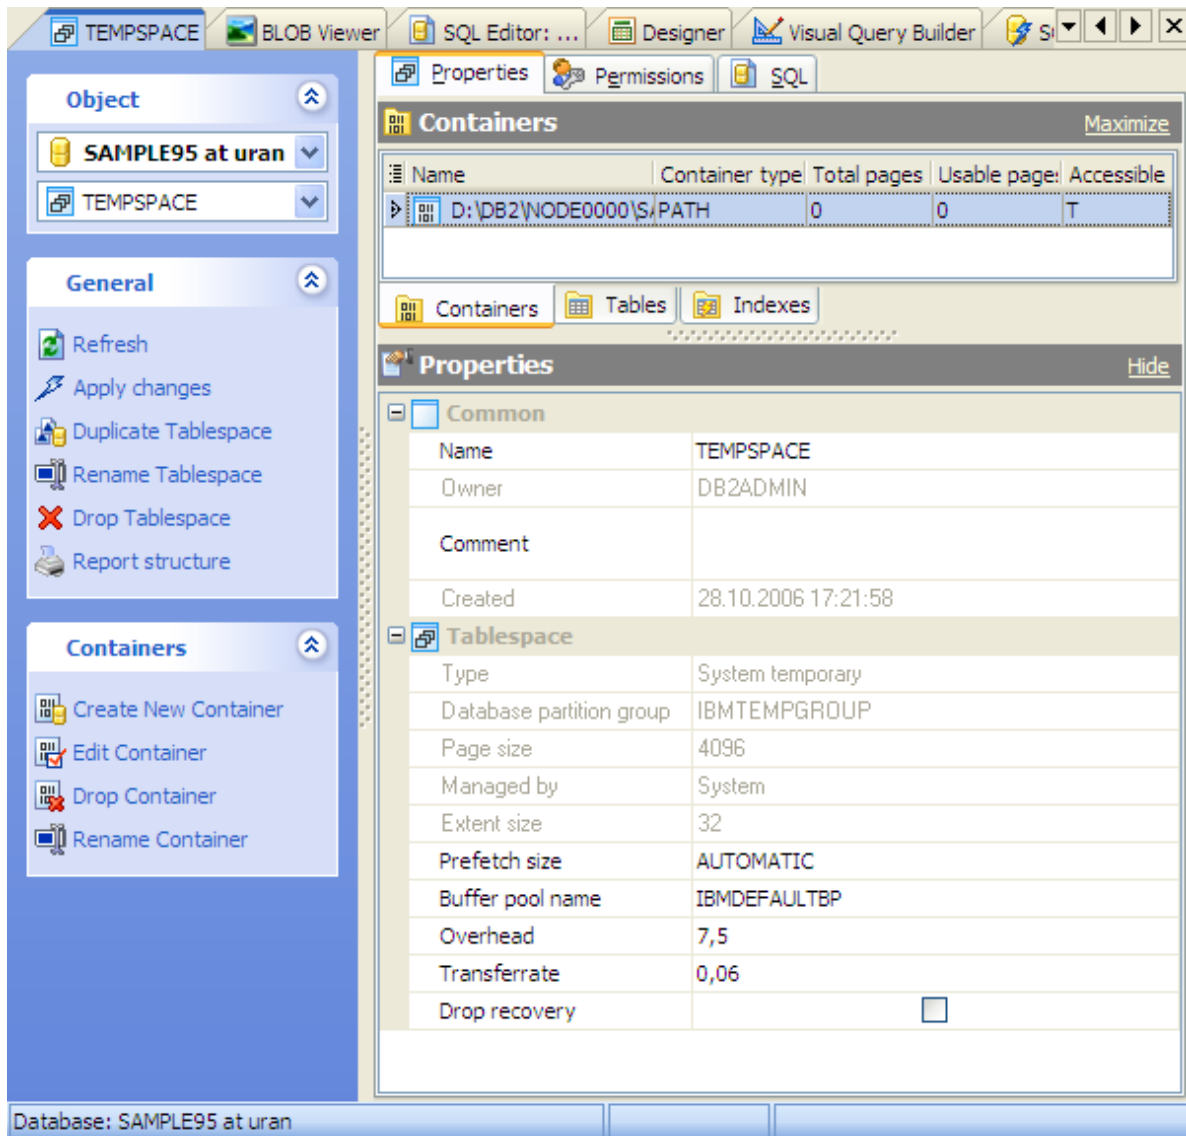 TEMPSPACE BLOB Viewer SQL Editor: ... Designer Visual Query Builder
Properties Permissions SQL
Object
SAMPLE95 at uran
TEMPSPACE
General
Refresh
Apply changes
Duplicate Tablespace
Rename Tablespace
Drop Tablespace
Report structure
Containers
Create New Container
Edit Container
Drop Container
Rename Container
Containers Maximize
Name Container type Total pages Usable page Accessible
D:\DB2\NODE0000\S PATH 0 0 T
Containers Tables Indexes
Properties Hide
Common
Name TEMPSPACE
Owner DB2ADMIN
Comment
Created 28.10.2006 17:21:58
Tablespace
Type System temporary
Database partition group IBMTEMPGROUP
Page size 4096
Managed by System
Extent size 32
Prefetch size AUTOMATIC
Buffer pool name IBMDEFAULTBP
Overhead 7,5
Transferrate 0,06
Drop recovery
Database: SAMPLE95 at uran